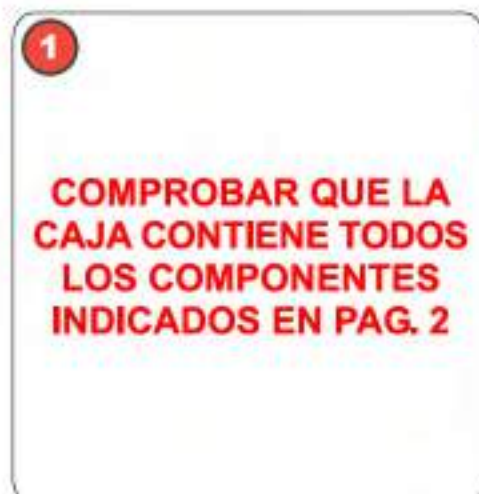 1
COMPROBAR QUE LA
CAJA CONTIENE TODOS
LOS COMPONENTES
INDICADOS EN PAG. 2